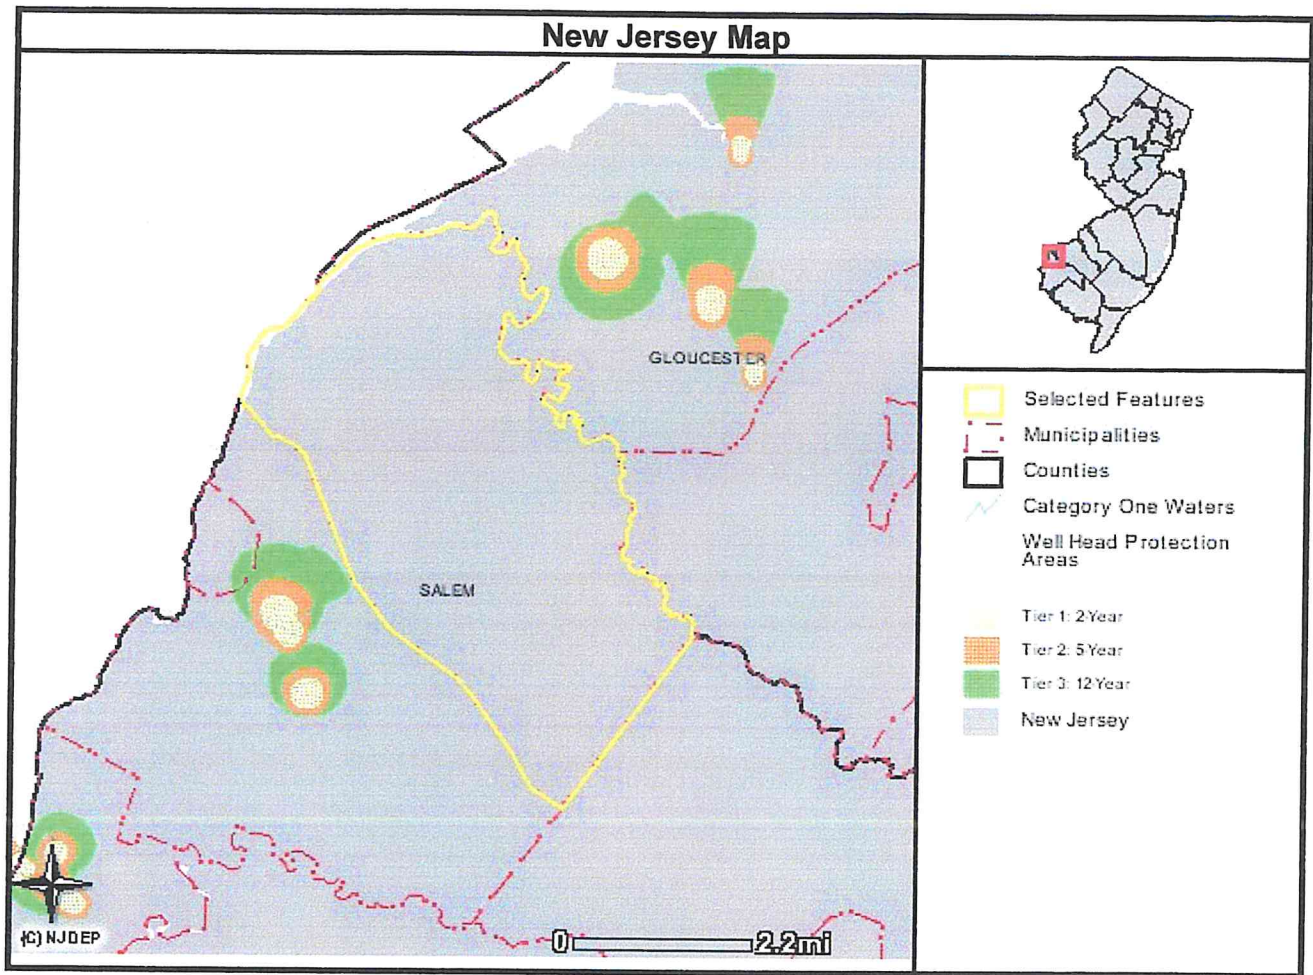 New Jersey Map
GLOUCESTER
SALEM
(C) NJDEP
0 2.2mi
Selected Features
Municipalities
Counties
Category One Waters
Well Head Protection
Areas
Tier 1: 2-Year
Tier 2: 5-Year
Tier 3: 12-Year
New Jersey